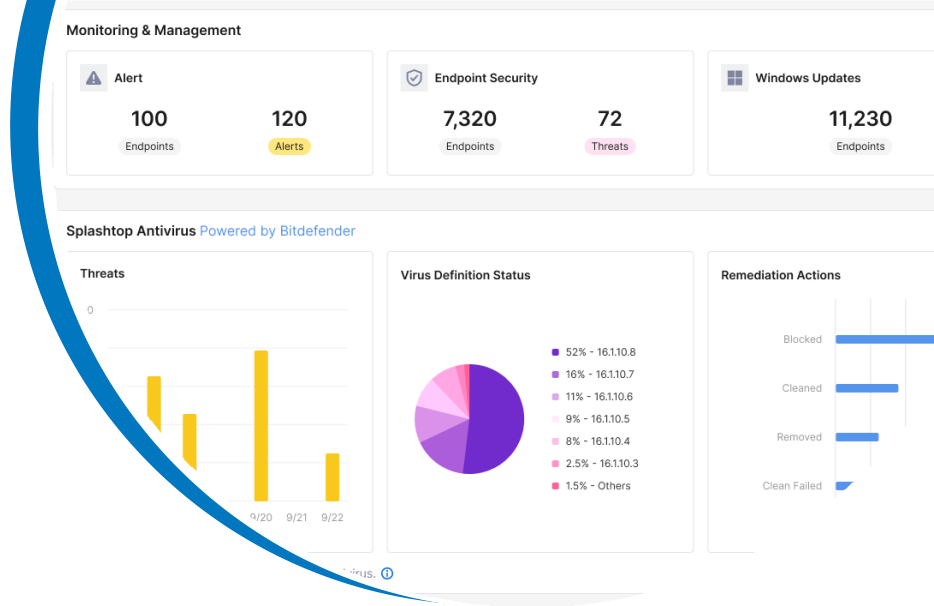 Monitoring & Management
Alert
100
Endpoints
120
Alerts
Endpoint Security
7,320
Endpoints
72
Threats
Windows Updates
11,230
Endpoints
Splashtop Antivirus Powered by Bitdefender
Threats
0
9/20 9/21 9/22
Virus Definition Status
52% - 16.1.10.8
16% - 16.1.10.7
11% - 16.1.10.6
9% - 16.1.10.5
8% - 16.1.10.4
2.5% - 16.1.10.3
1.5% - Others
Remediation Actions
Blocked
Cleaned
Removed
Clean Failed